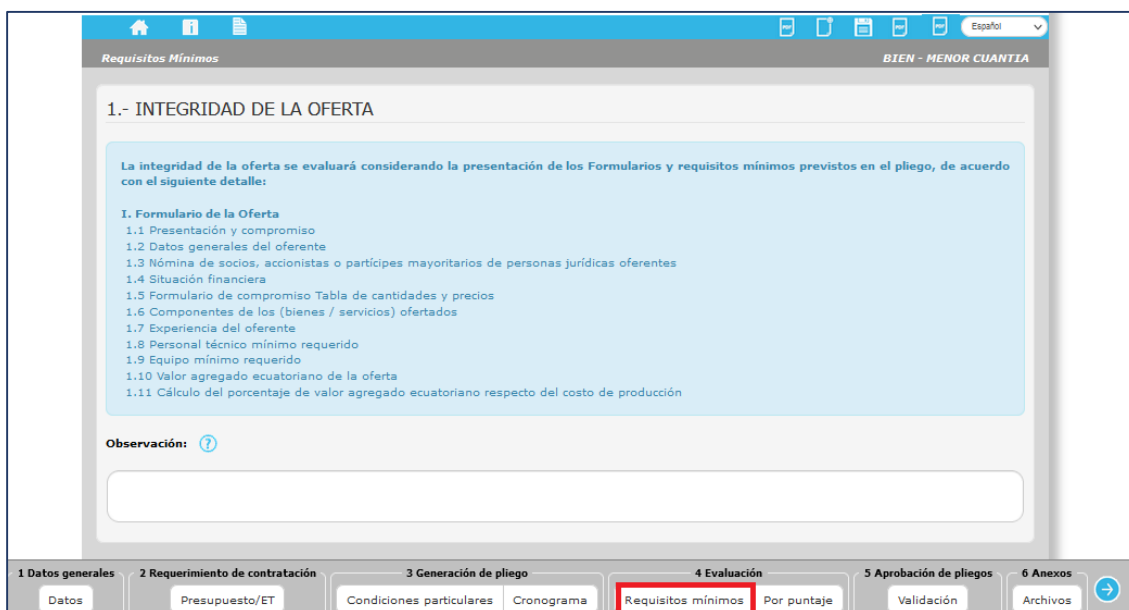 Español
Requisitos Mínimos
BIEN - MENOR CUANTIA
1.- INTEGRIDAD DE LA OFERTA
La integridad de la oferta se evaluará considerando la presentación de los Formularios y requisitos mínimos previstos en el pliego, de acuerdo
con el siguiente detalle:
I. Formulario de la Oferta
1.1 Presentación y compromiso
1.2 Datos generales del oferente
1.3 Nómina de socios, accionistas o partícipes mayoritarios de personas jurídicas oferentes
1.4 Situación financiera
1.5 Formulario de compromiso Tabla de cantidades y precios
1.6 Componentes de los (bienes / servicios) ofertados
1.7 Experiencia del oferente
1.8 Personal técnico mínimo requerido
1.9 Equipo mínimo requerido
1.10 Valor agregado ecuatoriano de la oferta
1.11 Cálculo del porcentaje de valor agregado ecuatoriano respecto del costo de producción
Observación: ?
1 Datos generales 2 Requerimiento de contratación 3 Generación de pliego 4 Evaluación 5 Aprobación de pliegos 6 Anexos
Datos Presupuesto/ET Condiciones particulares Cronograma Requisitos mínimos Por puntaje Validación Archivos